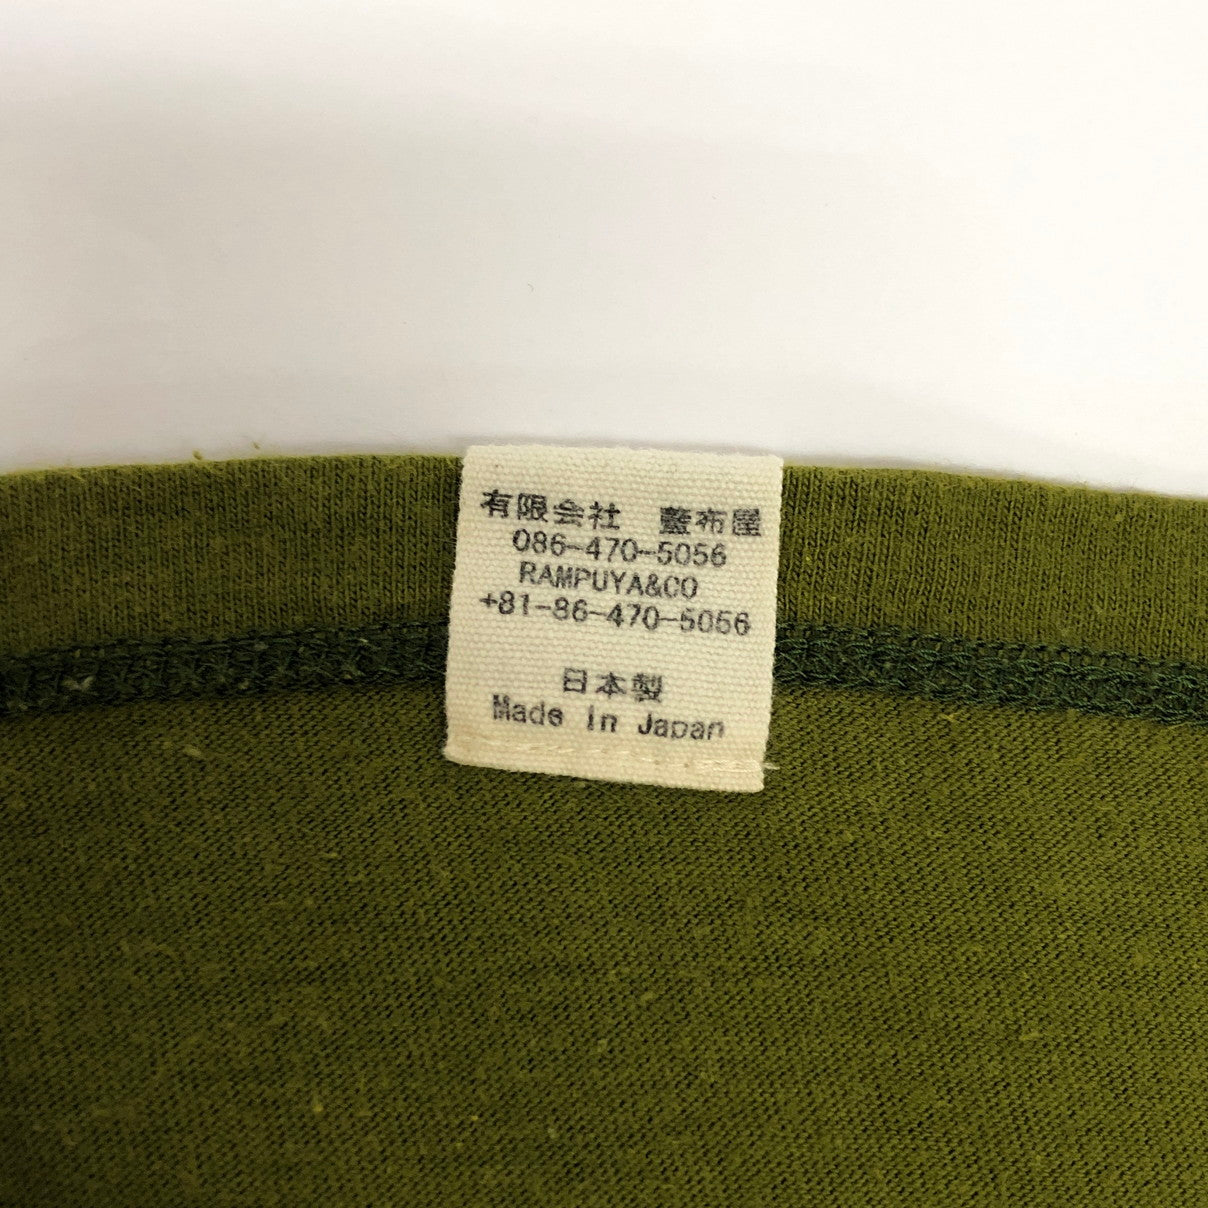 有限会社　藍布屋
086-470-5056
RAMPUYA&CO
+81-86-470-5056
日本製
Made in Japan